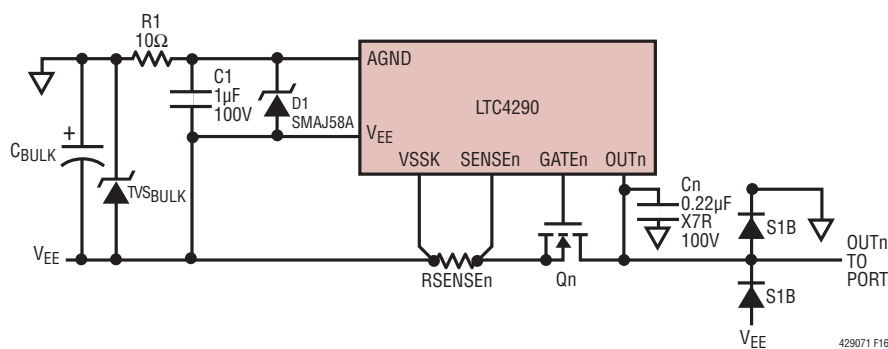 R1
10Ω
C1
1µF
100V
D1
SMAJ58A
AGND
LTC4290
VEE
VSSK SENSEn GATEn OUTn
+
CBULK
TVSBULK
Cn
0.22µF
X7R
100V
S1B
OUTn
TO
PORT
VEE
RSENSEn
Qn
S1B
VEE
429071 F16